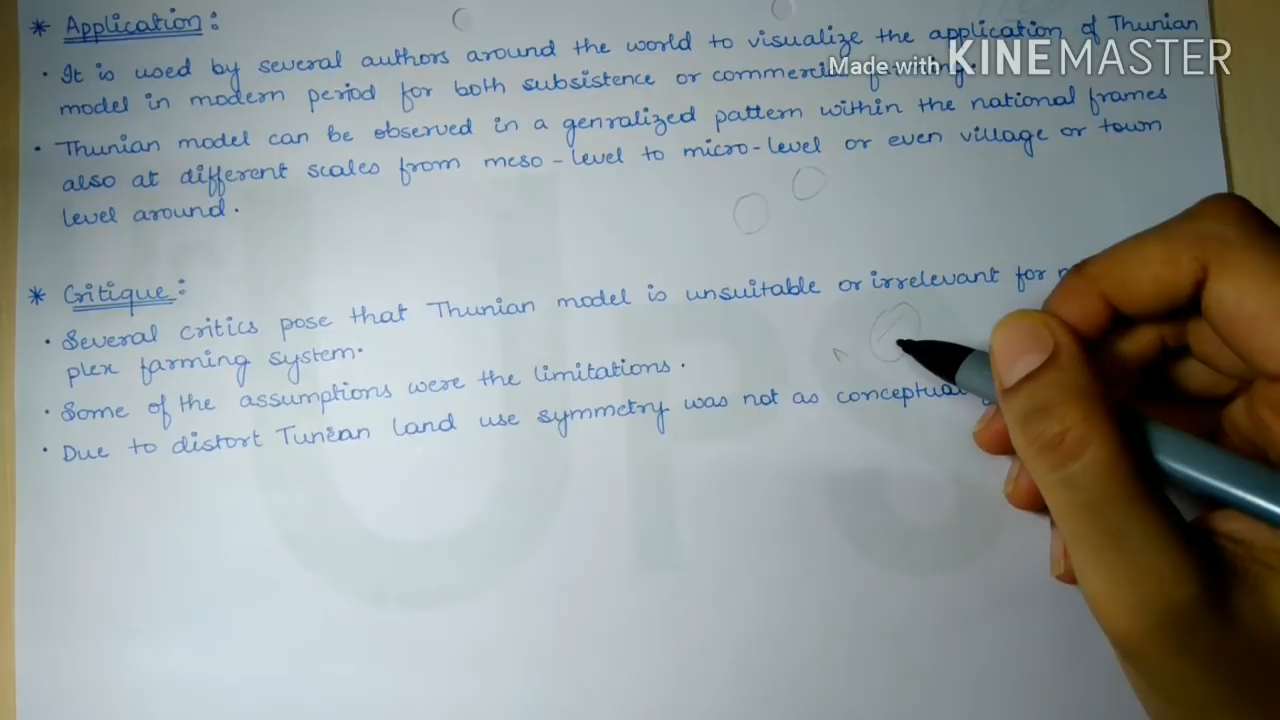 * Application:
· It is used by several authors around the world to visualize the application of Thunian
Made with KINEMASTER
model in modern period for both subsistence or commercial farming.
· Thunian model can be observed in a genralized pattern within the national frames
also at different scales from meso-level to micro-level or even village or town
level around.
* Critique:
· Several critics pose that Thunian model is unsuitable or irrelevant for
plex farming system.
· Some of the assumptions were the limitations.
· Due to distort Tunian Land use symmetry was not as conceptual
UPS